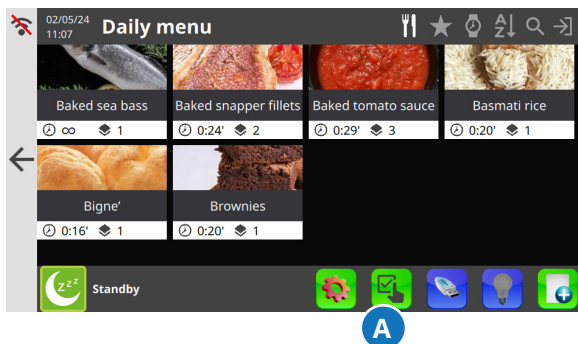 02/05/24
11:07
Daily menu
A
Z
Baked sea bass
Baked snapper fillets
Baked tomato sauce
Basmati rice
∞ 1
0:24' 2
0:29' 3
0:20' 1
Bigne’
Brownies
0:16' 1
0:20' 1
zzz
Standby
A